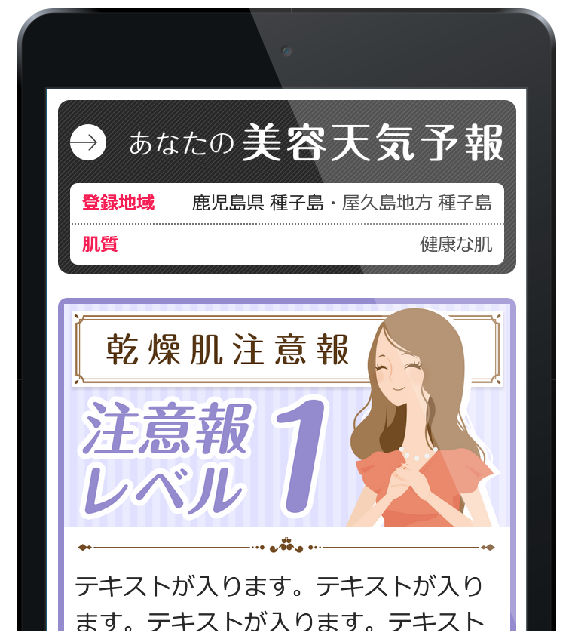 あなたの 美容天気予報
登録地域 鹿児島県 種子島・屋久島地方 種子島
肌質 健康な肌
乾燥肌注意報
注意報 1
レベル
テキストが入ります。テキストが入り
ます。テキストが入ります。テキスト